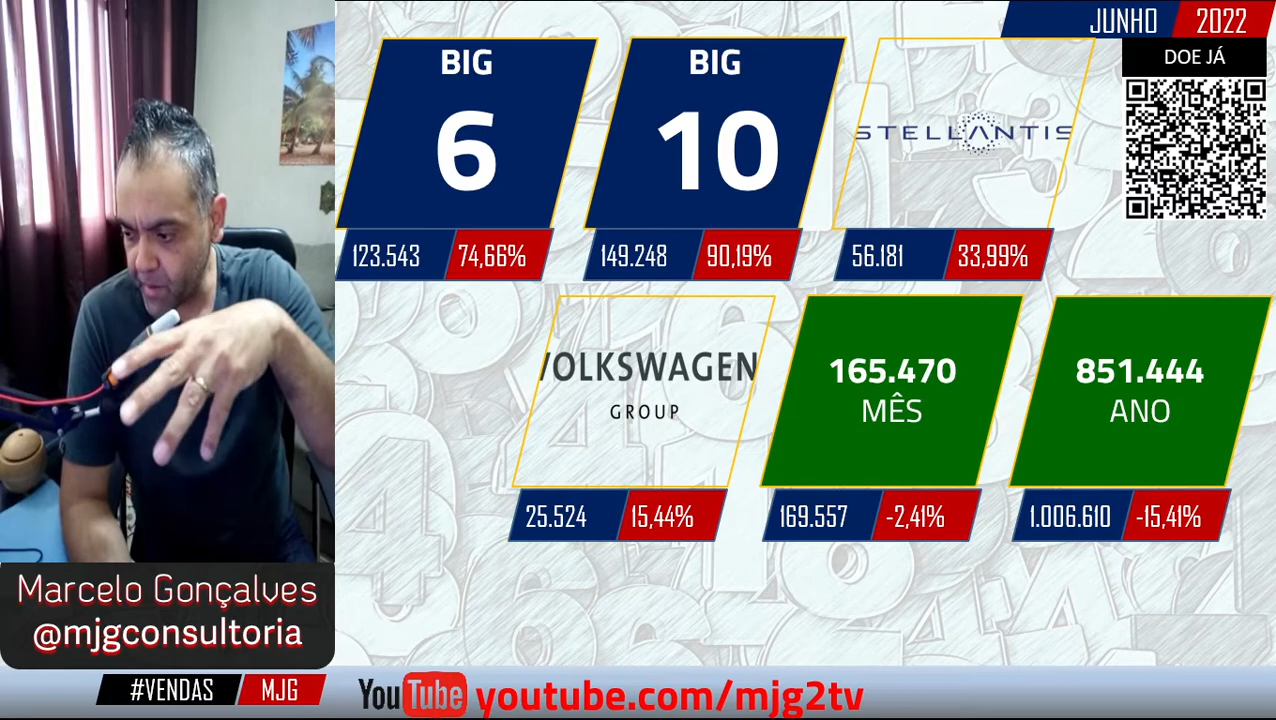 JUNHO 2022
DOE JÁ
BIG
6
123.543 74,66%
BIG
10
149.248 90,19%
STELLANTIS
56.181 33,99%
VOLKSWAGEN
GROUP
25.524 15,44%
165.470
MÊS
169.557 -2,41%
851.444
ANO
1.006.610 -15,41%
Marcelo Gonçalves
@mjgconsultoria
#VENDAS MJG
YouTube youtube.com/mjg2tv